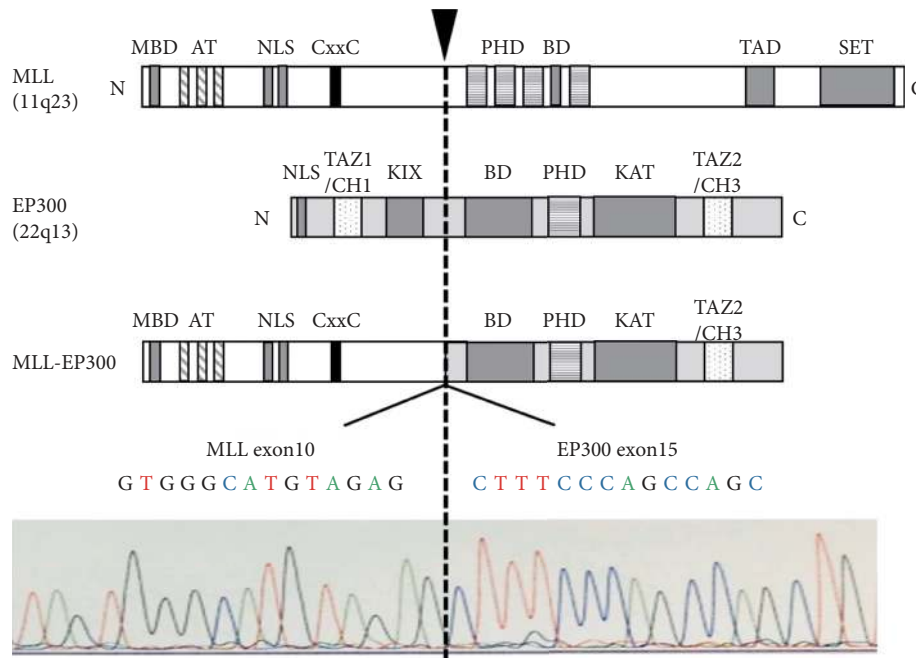 MBD AT NLS CxxC PHD BD TAD SET
MLL
(11q23)
N C
NLS TAZ1
/CH1 KIX BD PHD KAT TAZ2
/CH3
EP300
(22q13)
N C
MBD AT NLS CxxC BD PHD KAT TAZ2
/CH3
MLL-EP300
MLL exon10 EP300 exon15
G T G G G C A T G T A G A G C T T T C C C A G C C A G C